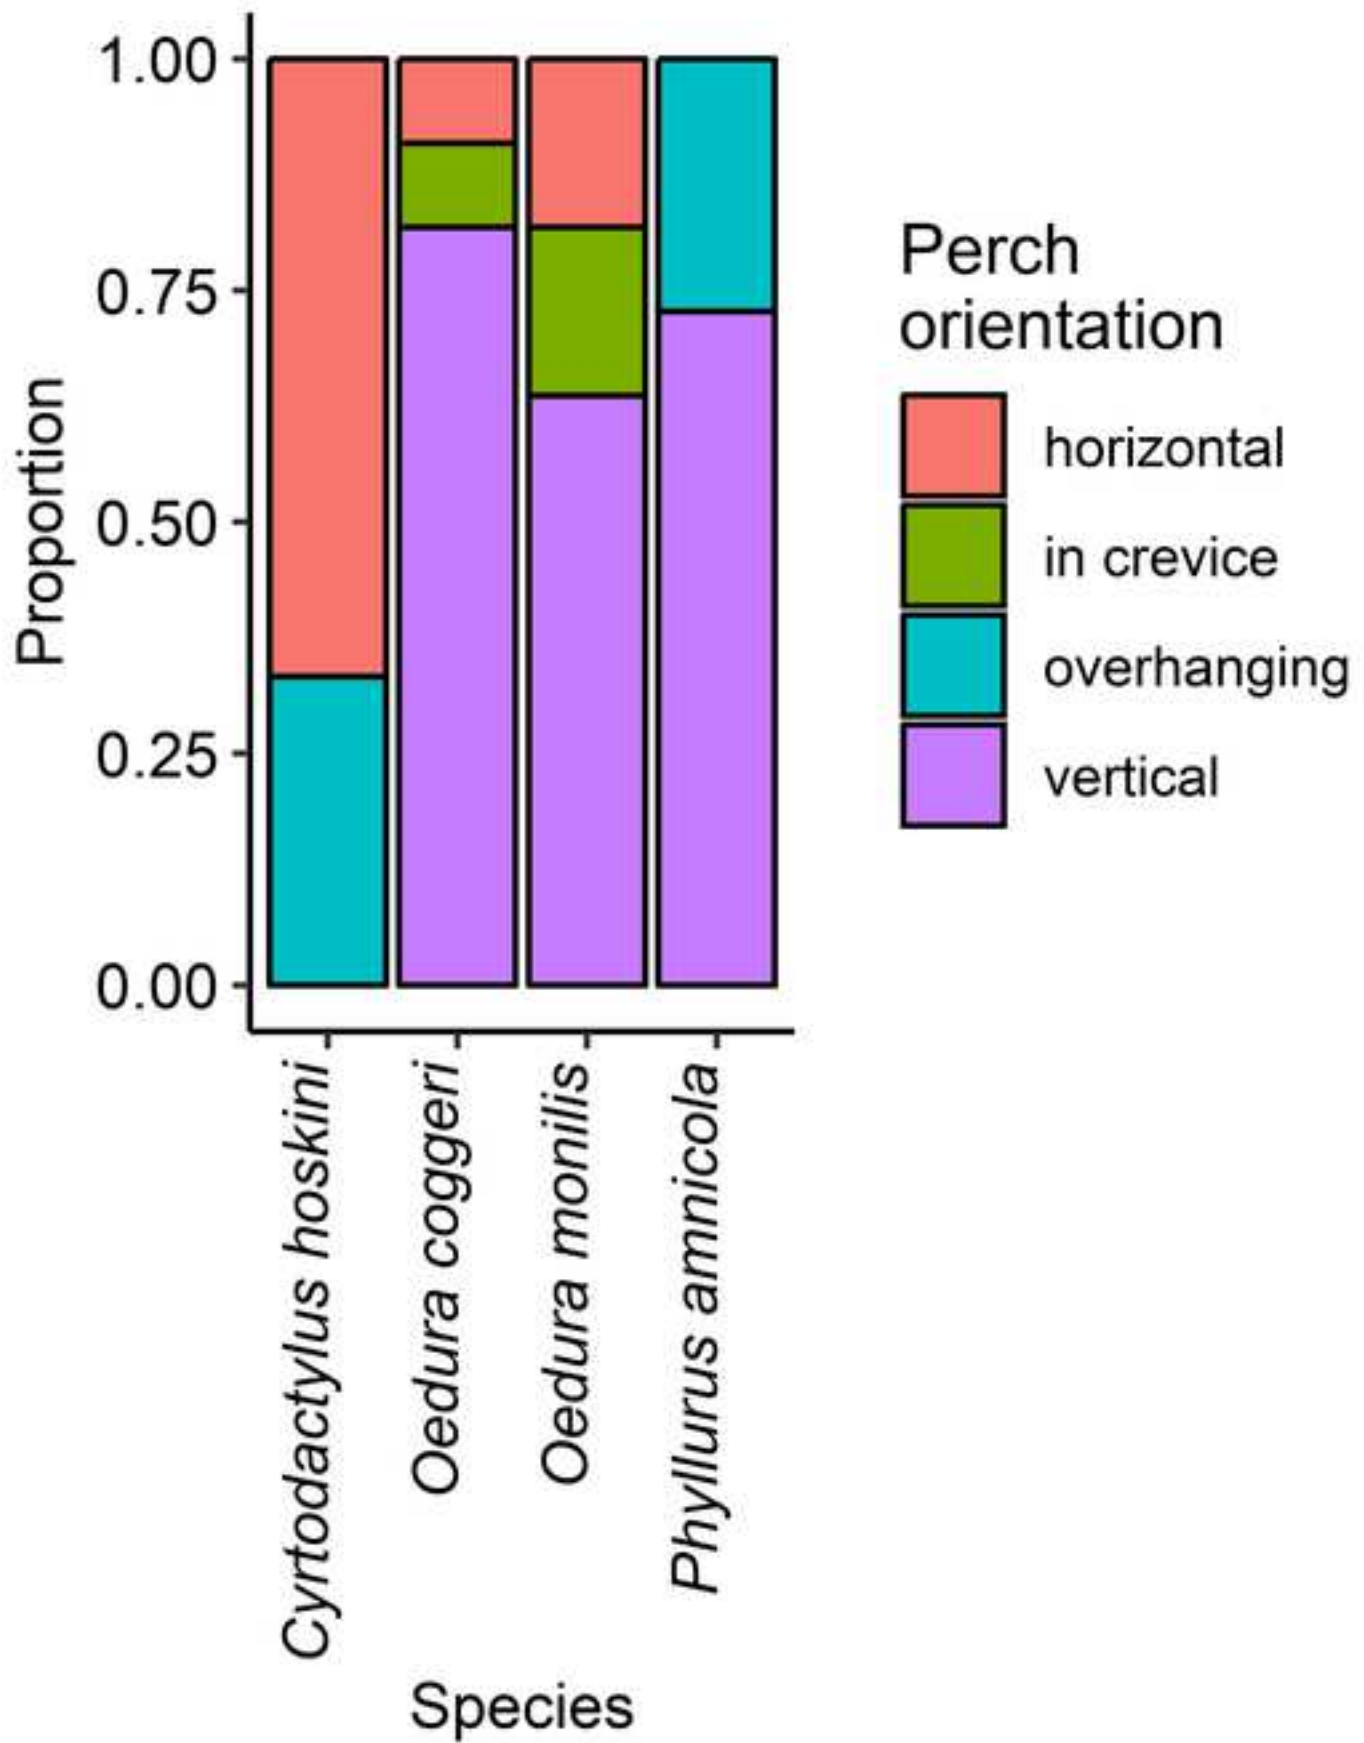 1.00
0.75
0.50
0.25
0.00
Proportion
Cyrtodactylus hoskini
Oedura coggeri
Oedura monilis
Phyllurus amnicola
Species
Perch
orientation
horizontal
in crevice
overhanging
vertical